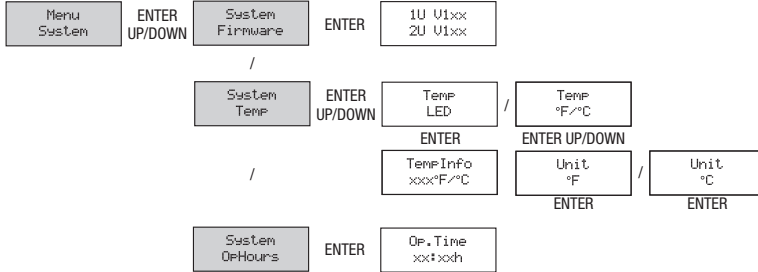 Menu
System
ENTER
UP/DOWN
System
Firmware
ENTER
1U V1xx
2U V1xx
/
System
Temp
ENTER
UP/DOWN
Temp
LED
/
Temp
°F/°C
ENTER
ENTER UP/DOWN
/
TempInfo
xxx°F/°C
Unit
°F
/
Unit
°C
ENTER
ENTER
System
OpHours
ENTER
Op.Time
xx:xxh